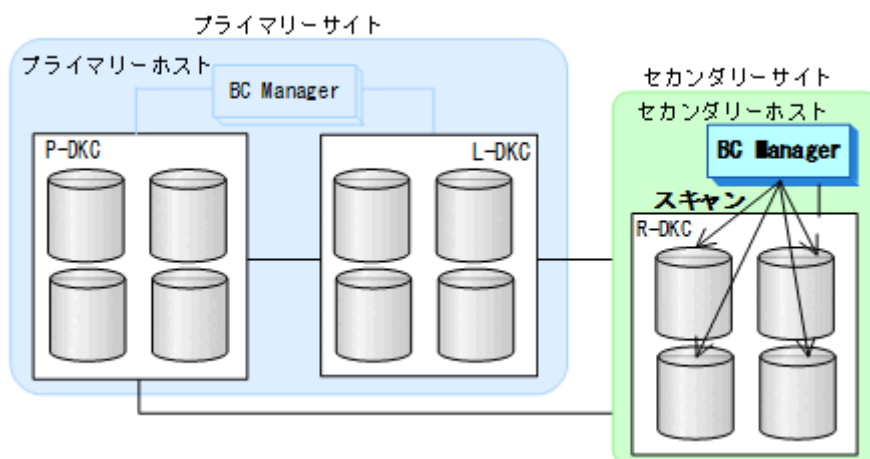 プライマリーサイト
プライマリーホスト
BC Manager
P-DKC
L-DKC
セカンダリーサイト
セカンダリーホスト
BC Manager
スキャン
R-DKC